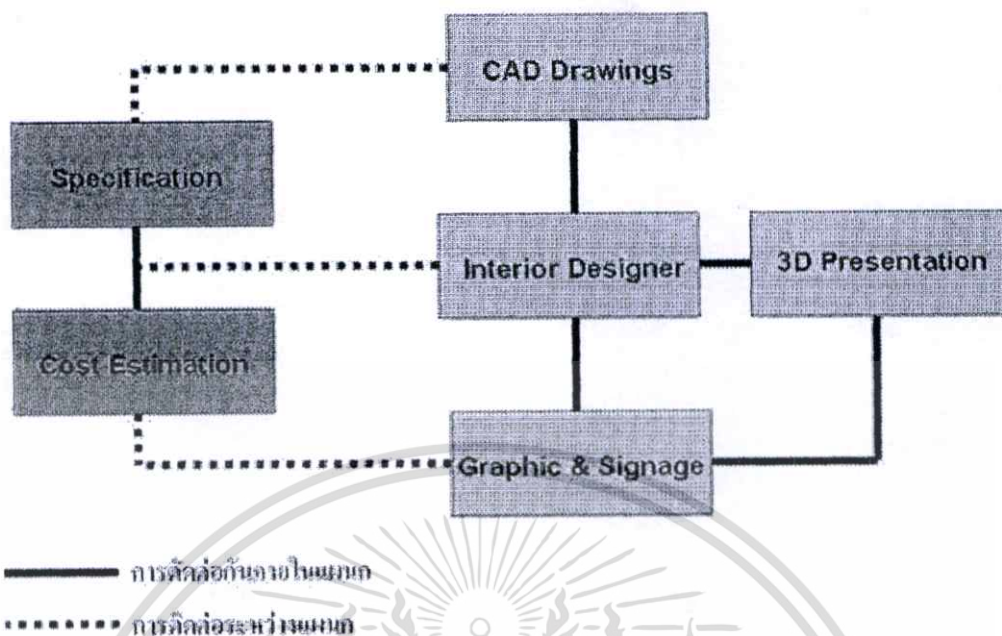 CAD Drawings
Specification
Interior Designer
3D Presentation
Cost Estimation
Graphic & Signage
การติดต่อกันภายในแผนก
การติดต่อระหว่างแผนก